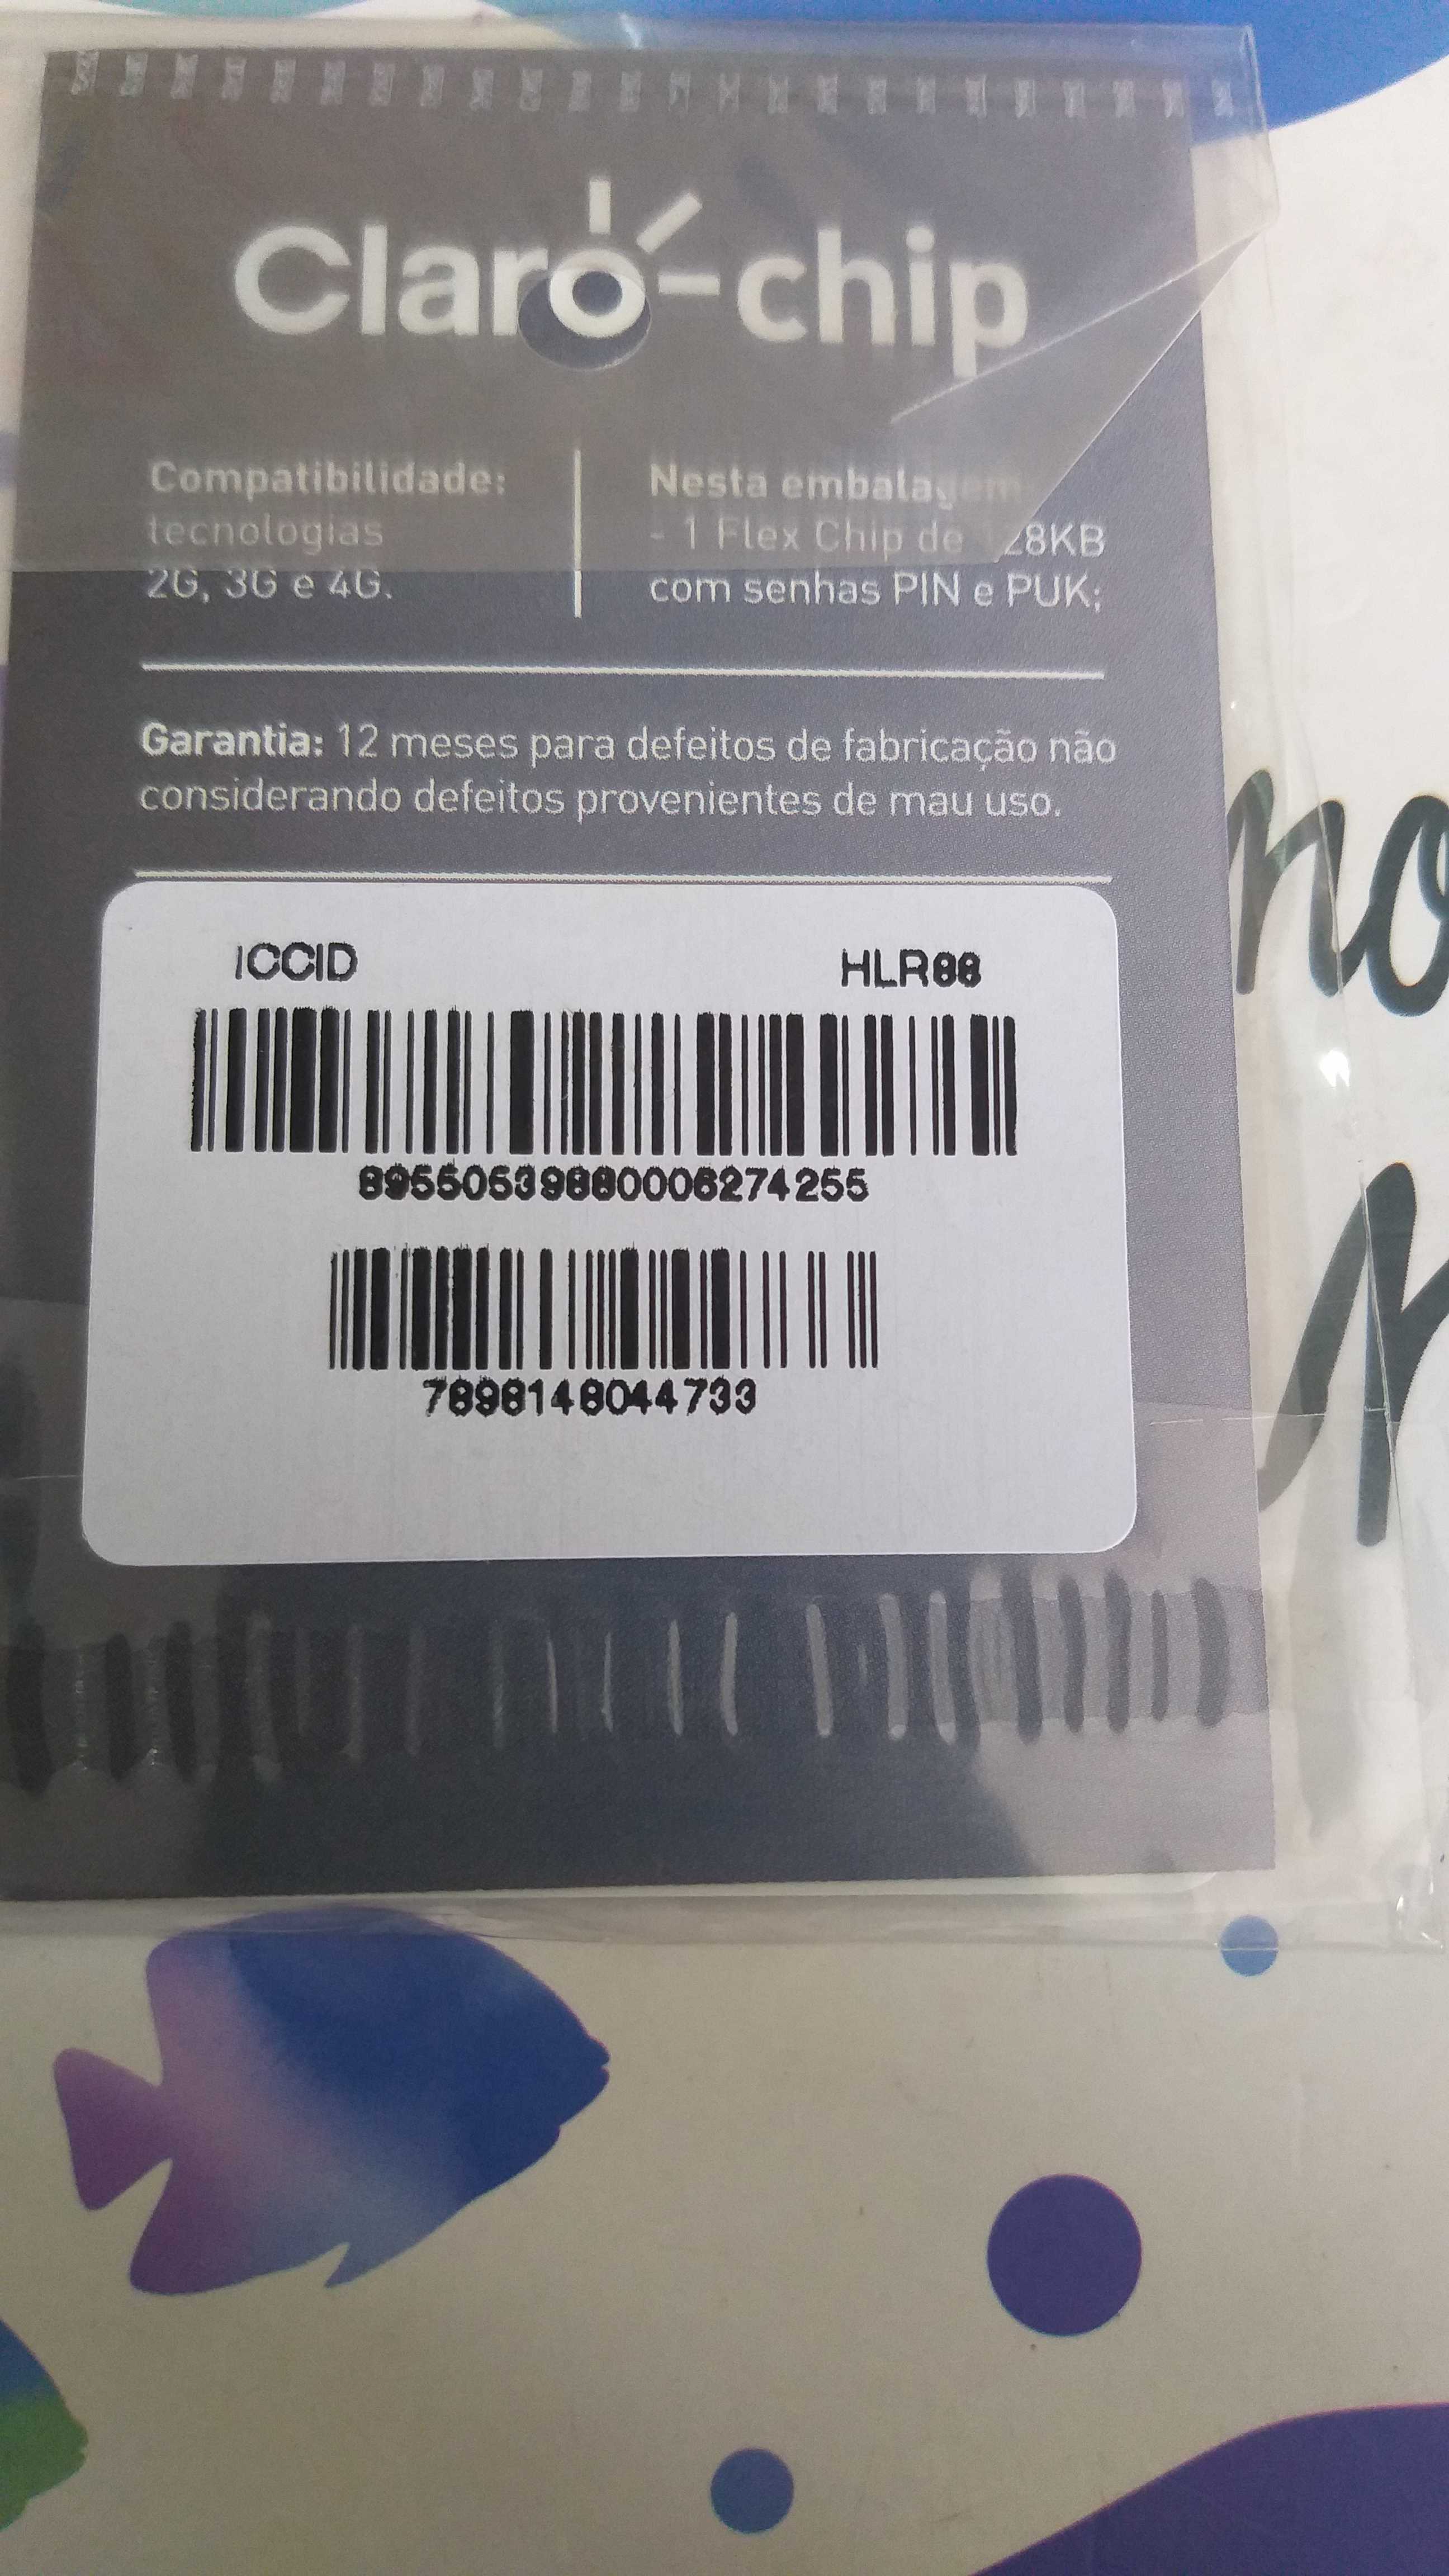 Claro-chip
Compatibilidade:
tecnologias
2G, 3G e 4G.
Nesta embalagem
- 1 Flex Chip de 128KB
com senhas PIN e PUK;
Garantia: 12 meses para defeitos de fabricação não
considerando defeitos provenientes de mau uso.
ICCID
HLR88
89550539880006274255
7898148044733
no